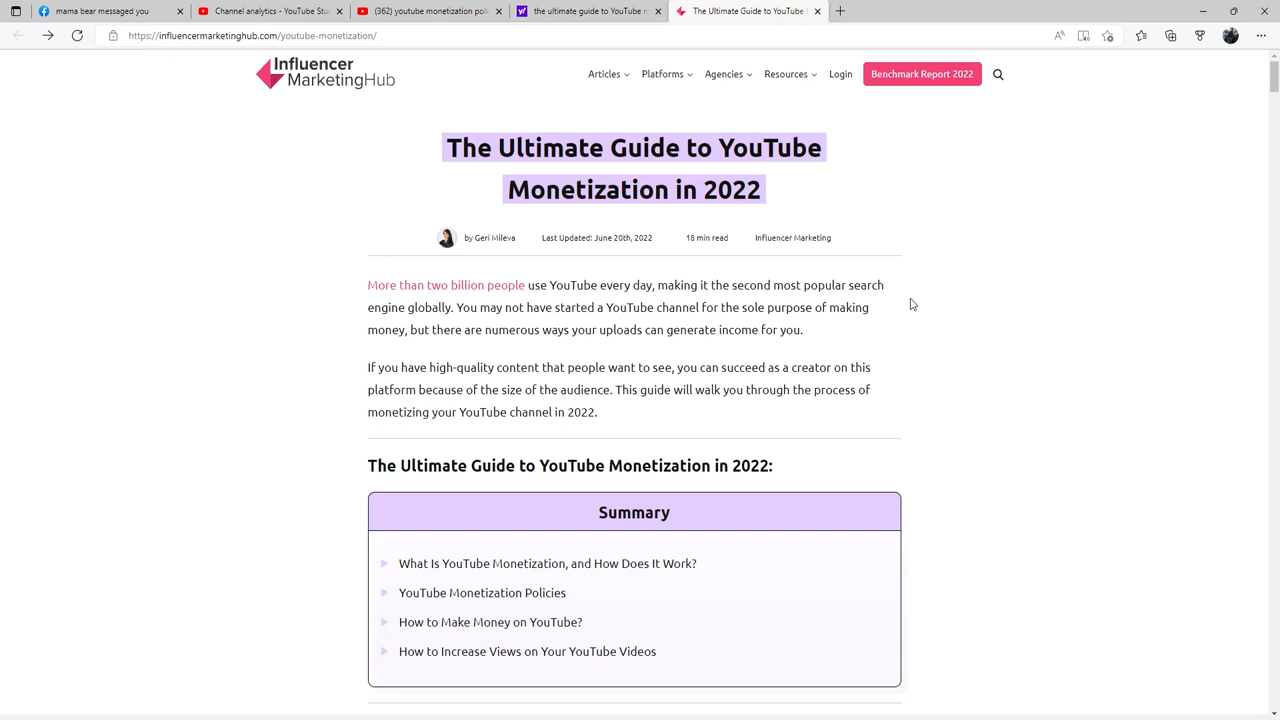 mama bear messaged you
Channel analytics - YouTube Stu
(362) youtube monetization poli
the ultimate guide to YouTube m
The Ultimate Guide to YouTube
https://influencermarketinghub.com/youtube-monetization/
Influencer
MarketingHub
Articles
Platforms
Agencies
Resources
Login
Benchmark Report 2022
The Ultimate Guide to YouTube
Monetization in 2022
by Geri Mileva
Last Updated: June 20th, 2022
18 min read
Influencer Marketing
More than two billion people use YouTube every day, making it the second most popular search
engine globally. You may not have started a YouTube channel for the sole purpose of making
money, but there are numerous ways your uploads can generate income for you.
If you have high-quality content that people want to see, you can succeed as a creator on this
platform because of the size of the audience. This guide will walk you through the process of
monetizing your YouTube channel in 2022.
The Ultimate Guide to YouTube Monetization in 2022:
Summary
What Is YouTube Monetization, and How Does It Work?
YouTube Monetization Policies
How to Make Money on YouTube?
How to Increase Views on Your YouTube Videos